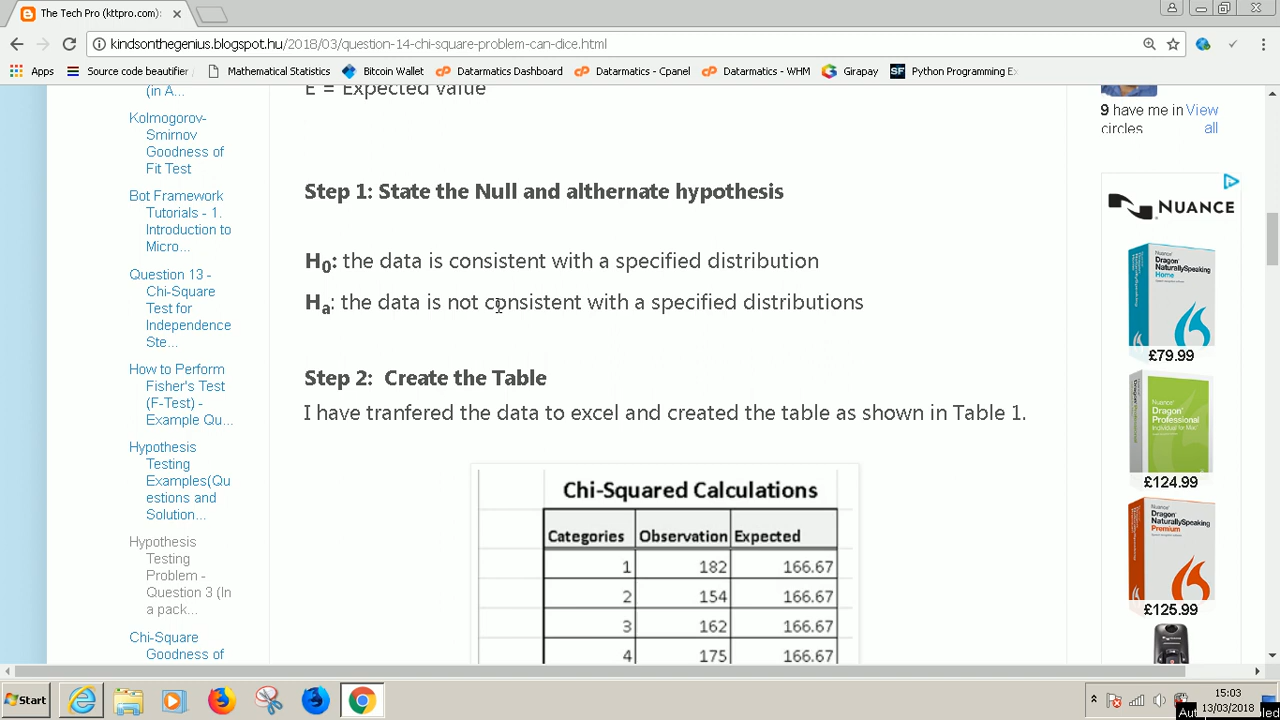 The Tech Pro (kttpro.com):
kindsonthegenius.blogspot.hu/2018/03/question-14-chi-square-problem-can-dice.html
Apps
Source code beautifier
Mathematical Statistics
Bitcoin Wallet
Datarmatics Dashboard
Datarmatics - Cpanel
Datarmatics - WHM
Girapay
Python Programming Ex
(in A...
Kolmogorov-
Smirnov
Goodness of
Fit Test
Bot Framework
Tutorials - 1.
Introduction to
Micro...
Question 13 -
Chi-Square
Test for
Independence
Ste...
How to Perform
Fisher's Test
(F-Test) -
Example Qu...
Hypothesis
Testing
Examples(Qu
estions and
Solution...
Hypothesis
Testing
Problem -
Question 3 (In
a pack...
Chi-Square
Goodness of
E = Expected value
Step 1: State the Null and althernate hypothesis
H0: the data is consistent with a specified distribution
Ha: the data is not consistent with a specified distributions
Step 2: Create the Table
I have tranfered the data to excel and created the table as shown in Table 1.
Chi-Squared Calculations
Categories Observation Expected
1 182 166.67
2 154 166.67
3 162 166.67
4 175 166.67
9 have me in View
circles all
NUANCE
£79.99
£124.99
£125.99
Start
15:03
13/03/2018